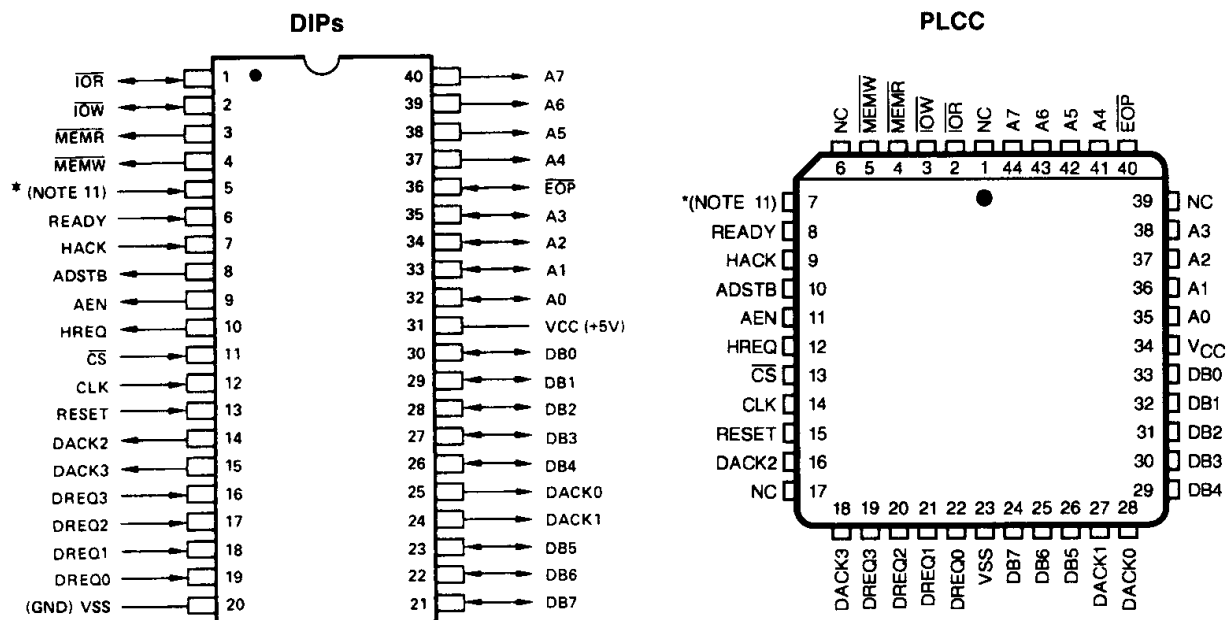 DIPs
IOR 1 40 A7
IOW 2 39 A6
MEMR 3 38 A5
MEMW 4 37 A4
*(NOTE 11) 5 36 EOP
READY 6 35 A3
HACK 7 34 A2
ADSTB 8 33 A1
AEN 9 32 A0
HREQ 10 31 VCC (+5V)
CS 11 30 DB0
CLK 12 29 DB1
RESET 13 28 DB2
DACK2 14 27 DB3
DACK3 15 26 DB4
DREQ3 16 25 DACK0
DREQ2 17 24 DACK1
DREQ1 18 23 DB5
DREQ0 19 22 DB6
(GND) VSS 20 21 DB7
PLCC
NC MEMW MEMR IOW IOR NC A7 A6 A5 A4 EOP
6 5 4 3 2 1 44 43 42 41 40
*(NOTE 11) 7 39 NC
READY 8 38 A3
HACK 9 37 A2
ADSTB 10 36 A1
AEN 11 35 A0
HREQ 12 34 VCC
CS 13 33 DB0
CLK 14 32 DB1
RESET 15 31 DB2
DACK2 16 30 DB3
NC 17 29 DB4
18 19 20 21 22 23 24 25 26 27 28
DACK3 DREQ3 DREQ2 DREQ1 DREQ0 VSS DB7 DB6 DB5 DACK1 DACK0